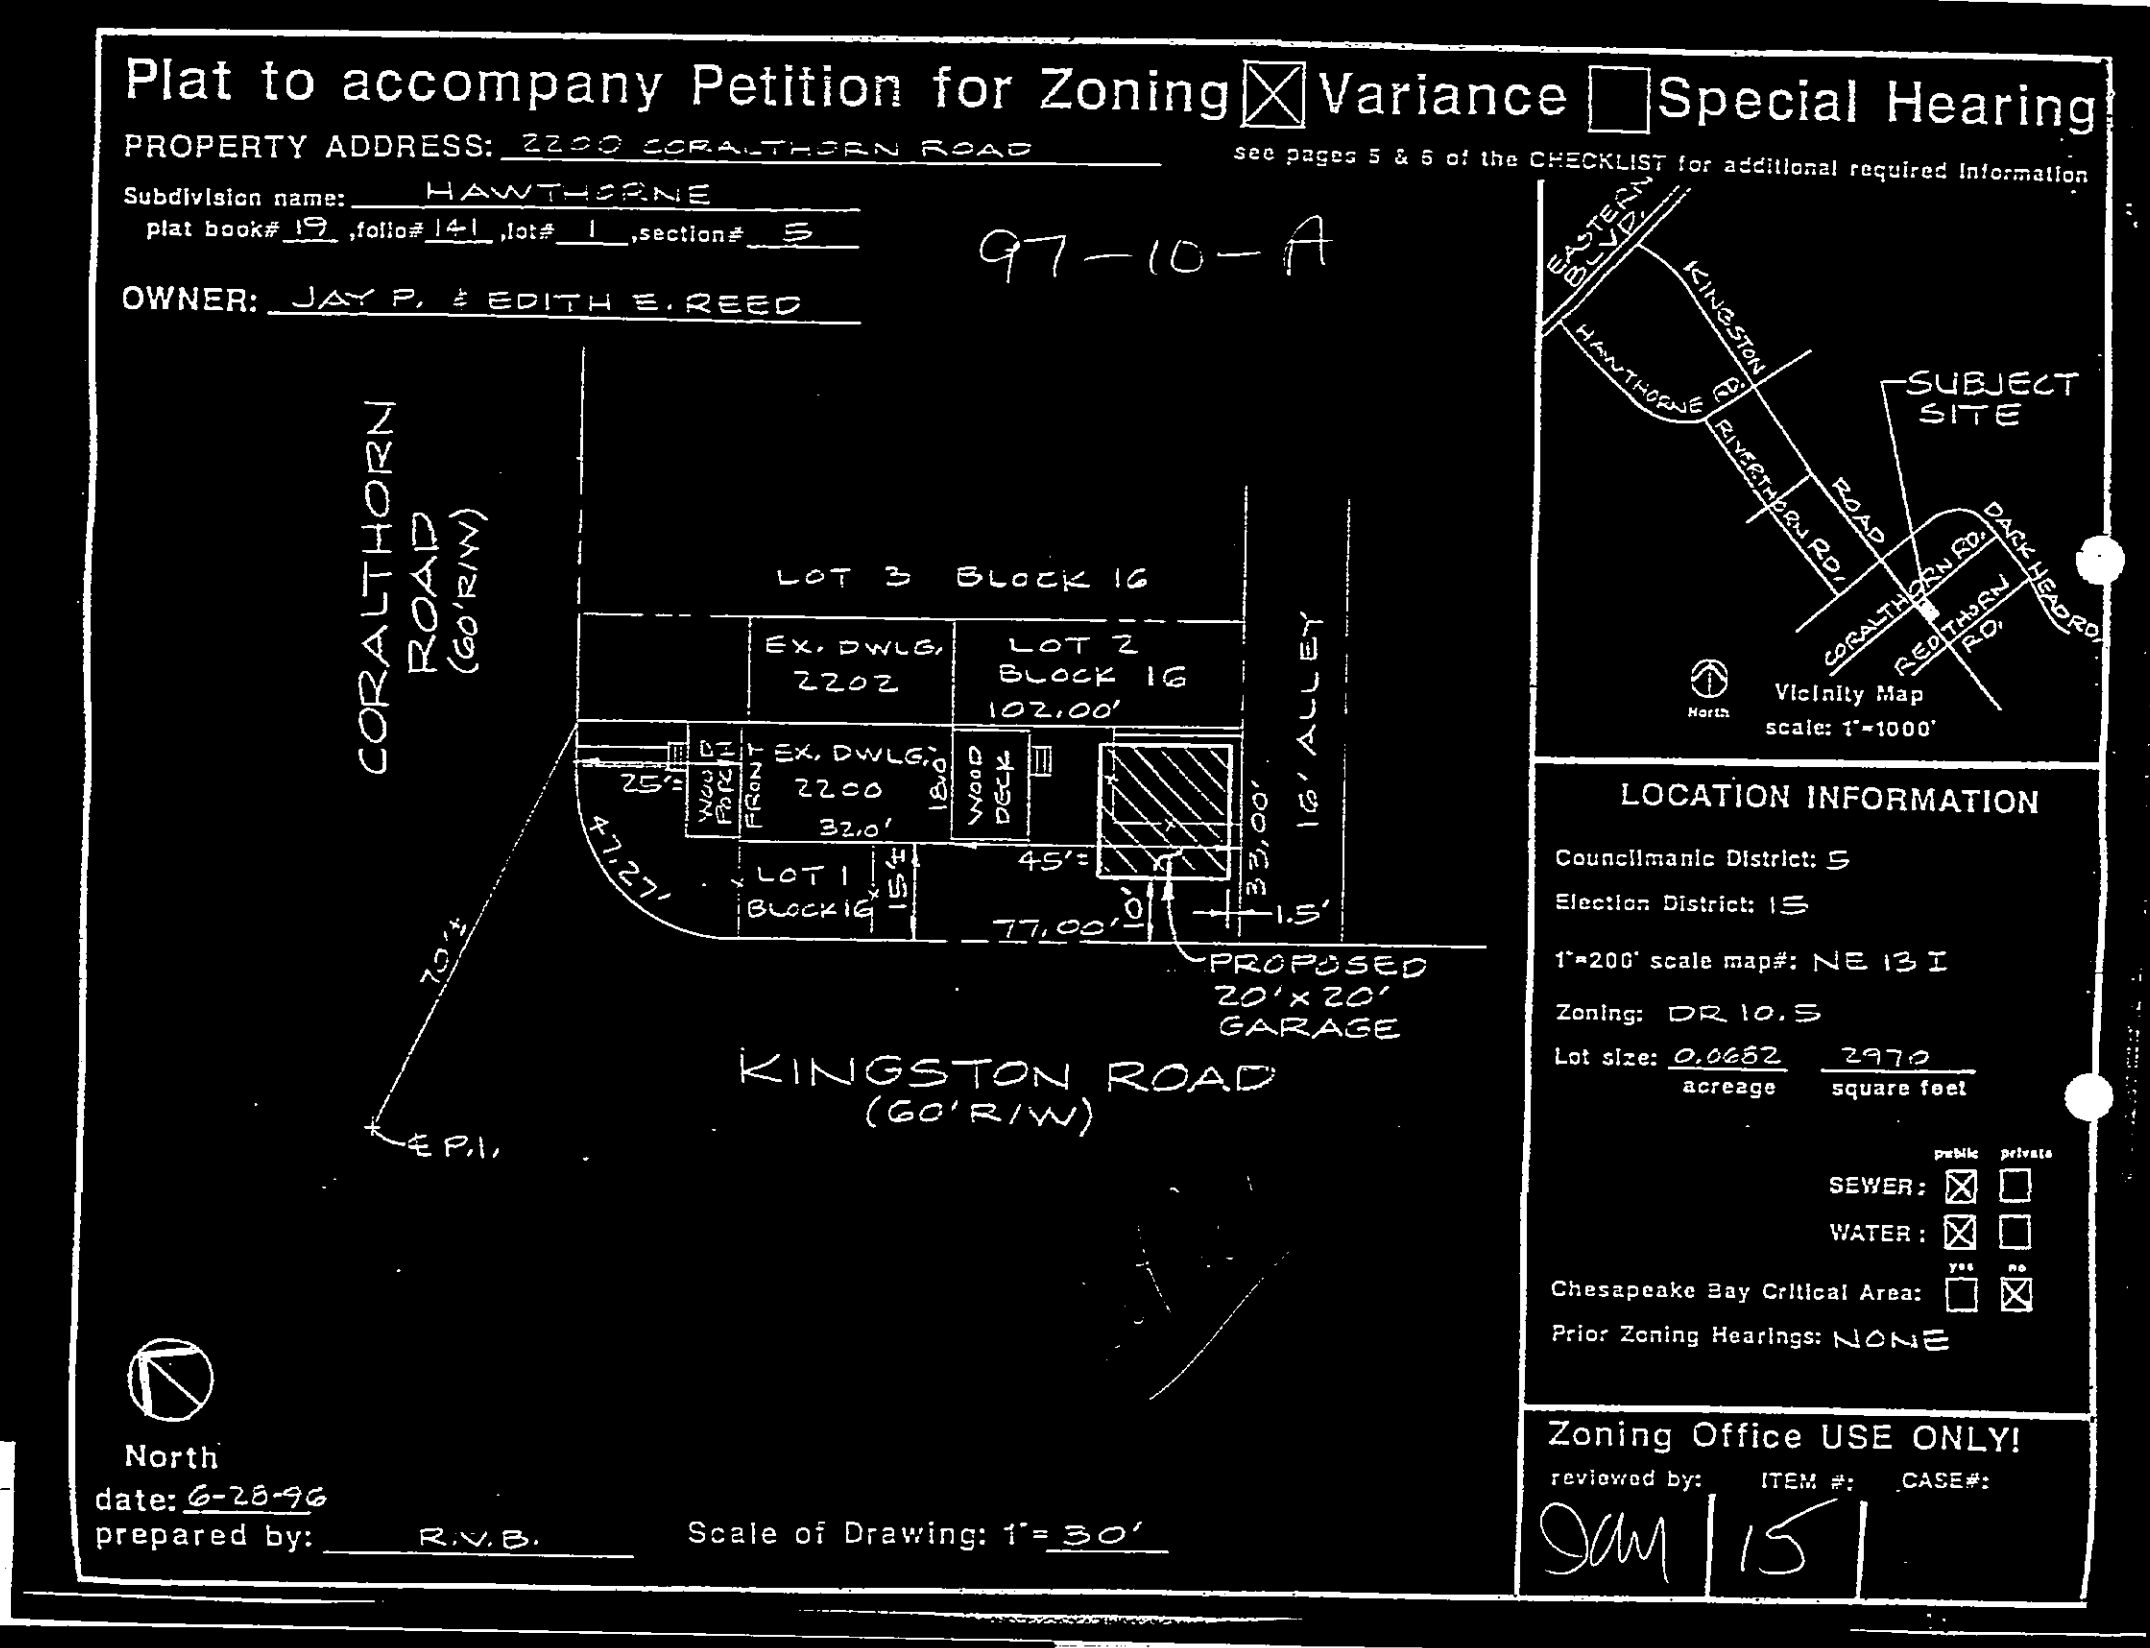 Plat to accompany Petition for Zoning ☒ Variance ☐ Special Hearing
PROPERTY ADDRESS: 2200 CORALTHORN ROAD
see pages 5 & 6 of the CHECKLIST for additional required information
Subdivision name: HAWTHORNE
plat book# 19 ,folio# 141 ,lot# 1 ,section# 5
97-10-A
OWNER: JAY P. & EDITH E. REED
CORALTHORN
ROAD
(60'R/W)
LOT 3 BLOCK 16
EX. DWLG.
2202
LOT 2
BLOCK 16
102.00'
16' ALLEY
25'±
WOOD
PORCH
FRONT
EX. DWLG.
2200
32.0'
18.0
WOOD
DECK
33.00'
47.27'
LOT 1
BLOCK 16
15'±
45'±
77.00'
10'
1.5'
70'±
PROPOSED
20'x20'
GARAGE
KINGSTON ROAD
(60'R/W)
₵ P.I.
North
date: 6-28-96
prepared by: R.V.B.
Scale of Drawing: 1"= 30'
EASTERN
BLVD.
KINGSTON
ROAD
HAWTHORNE RD.
RIVERTHORN RD.
SUBJECT
SITE
DARK HEAD RD.
CORALTHORN RD.
REDTHORN
RD.
North
Vicinity Map
scale: 1"=1000'
LOCATION INFORMATION
Councilmanic District: 5
Election District: 15
1"=200' scale map#: NE 13 I
Zoning: DR 10.5
Lot size: 0.0682 2970
acreage square feet
public private
SEWER: ☒ ☐
WATER: ☒ ☐
yes no
Chesapeake Bay Critical Area: ☐ ☒
Prior Zoning Hearings: NONE
Zoning Office USE ONLY!
reviewed by: ITEM #: CASE#:
15